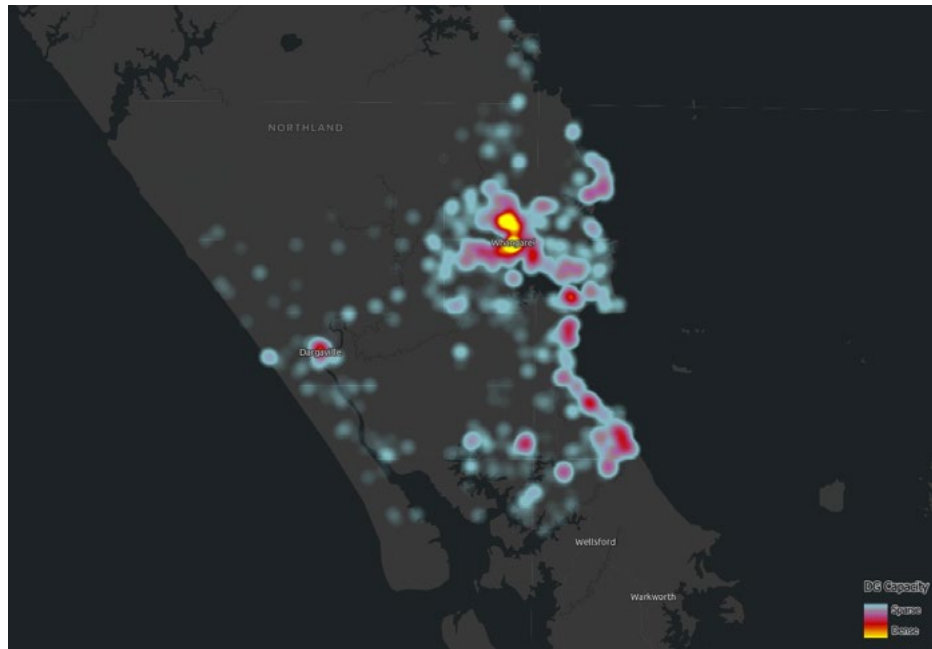 NORTHLAND
Whangarei
Dargaville
Wellsford
Warkworth
DG Capacity
Sparse
Dense